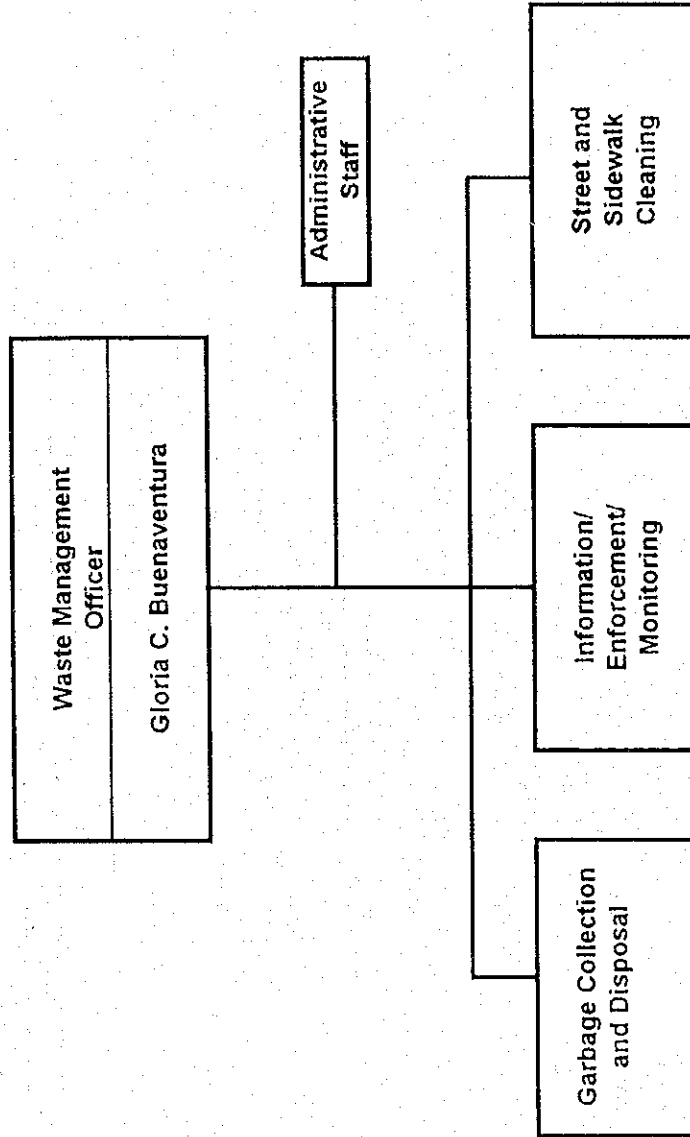 Waste Management
Officer
Gloria C. Buenaventura
Administrative
Staff
Garbage Collection
and Disposal
Information/
Enforcement/
Monitoring
Street and
Sidewalk
Cleaning